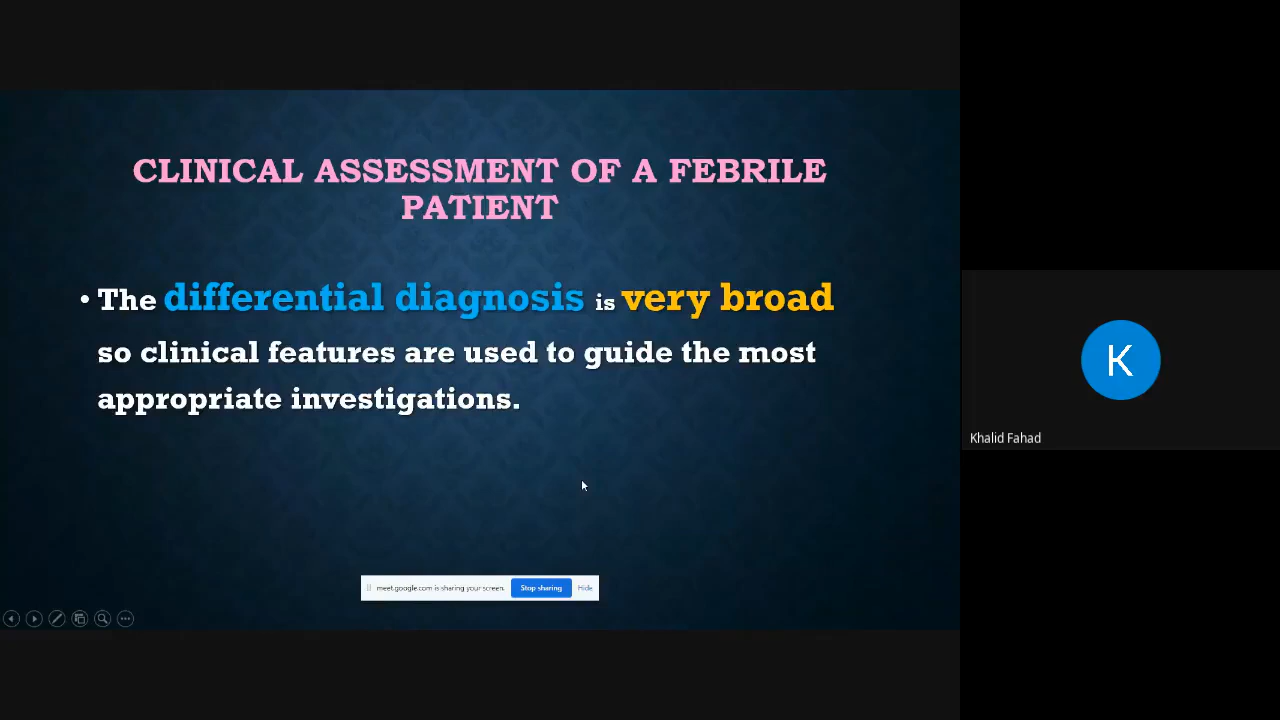 CLINICAL ASSESSMENT OF A FEBRILE
PATIENT
• The differential diagnosis is very broad
so clinical features are used to guide the most
appropriate investigations.
meet.google.com is sharing your screen. Stop sharing Hide
K
Khalid Fahad